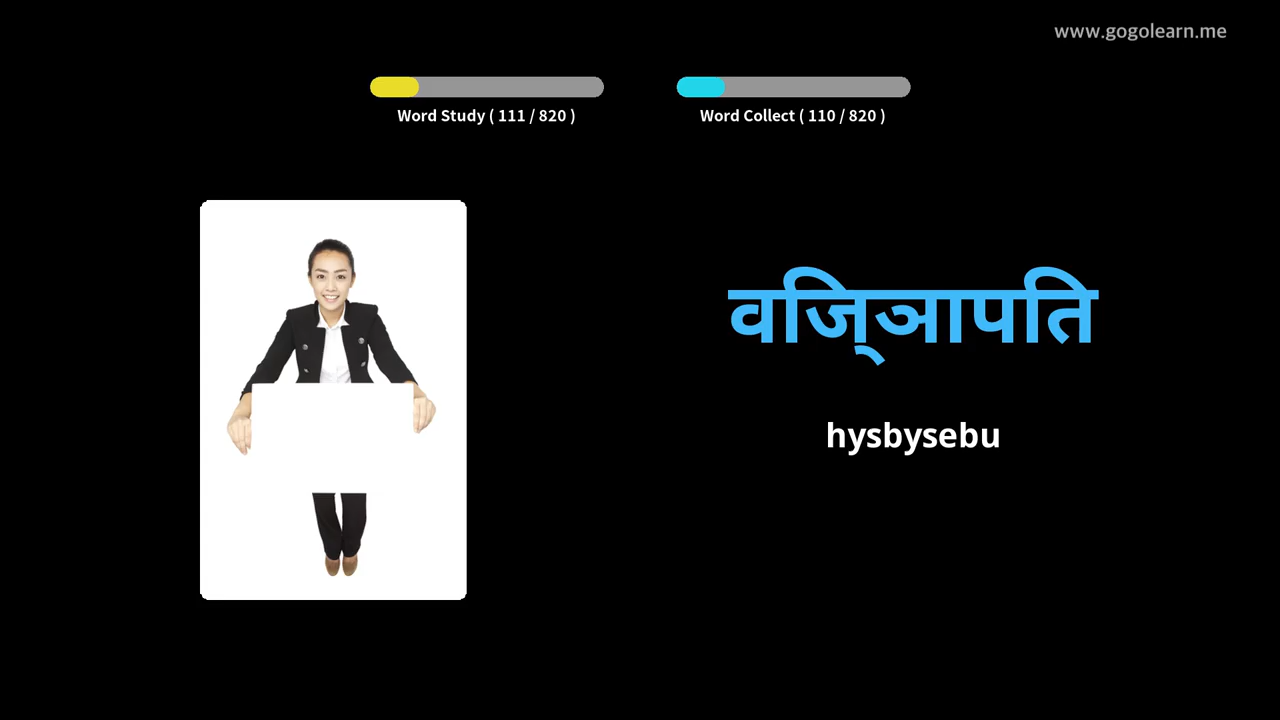 www.gogolearn.me
Word Study ( 111 / 820 )
Word Collect ( 110 / 820 )
वजि्ञापति
hysbysebu